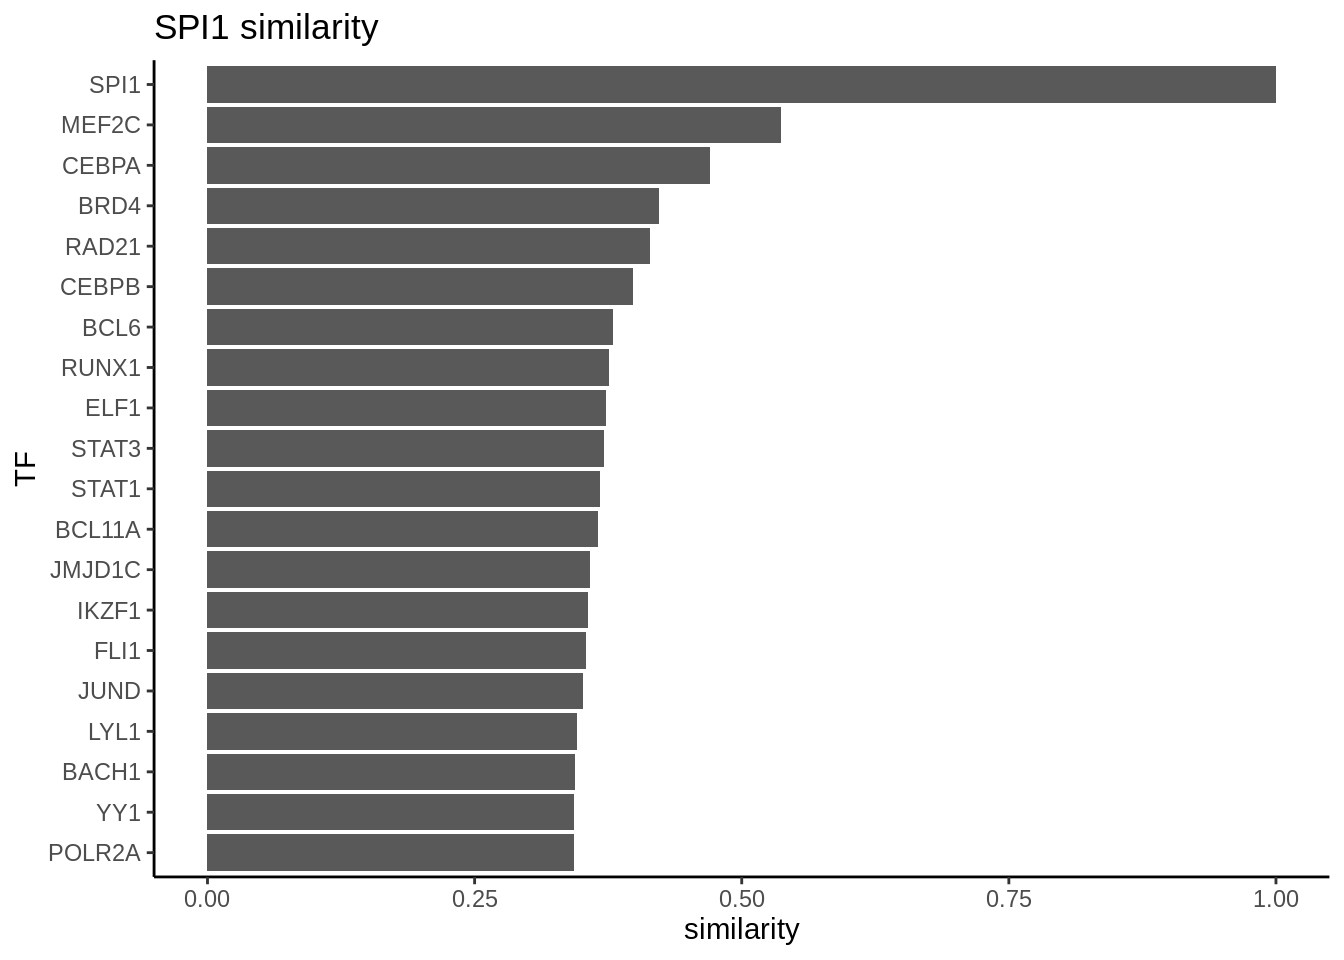 SPI1 similarity
SPI1
MEF2C
CEBPA
BRD4
RAD21
CEBPB
BCL6
RUNX1
ELF1
STAT3
STAT1
BCL11A
JMJD1C
IKZF1
FLI1
JUND
LYL1
BACH1
YY1
POLR2A
TF
0.00 0.25 0.50 0.75 1.00
similarity